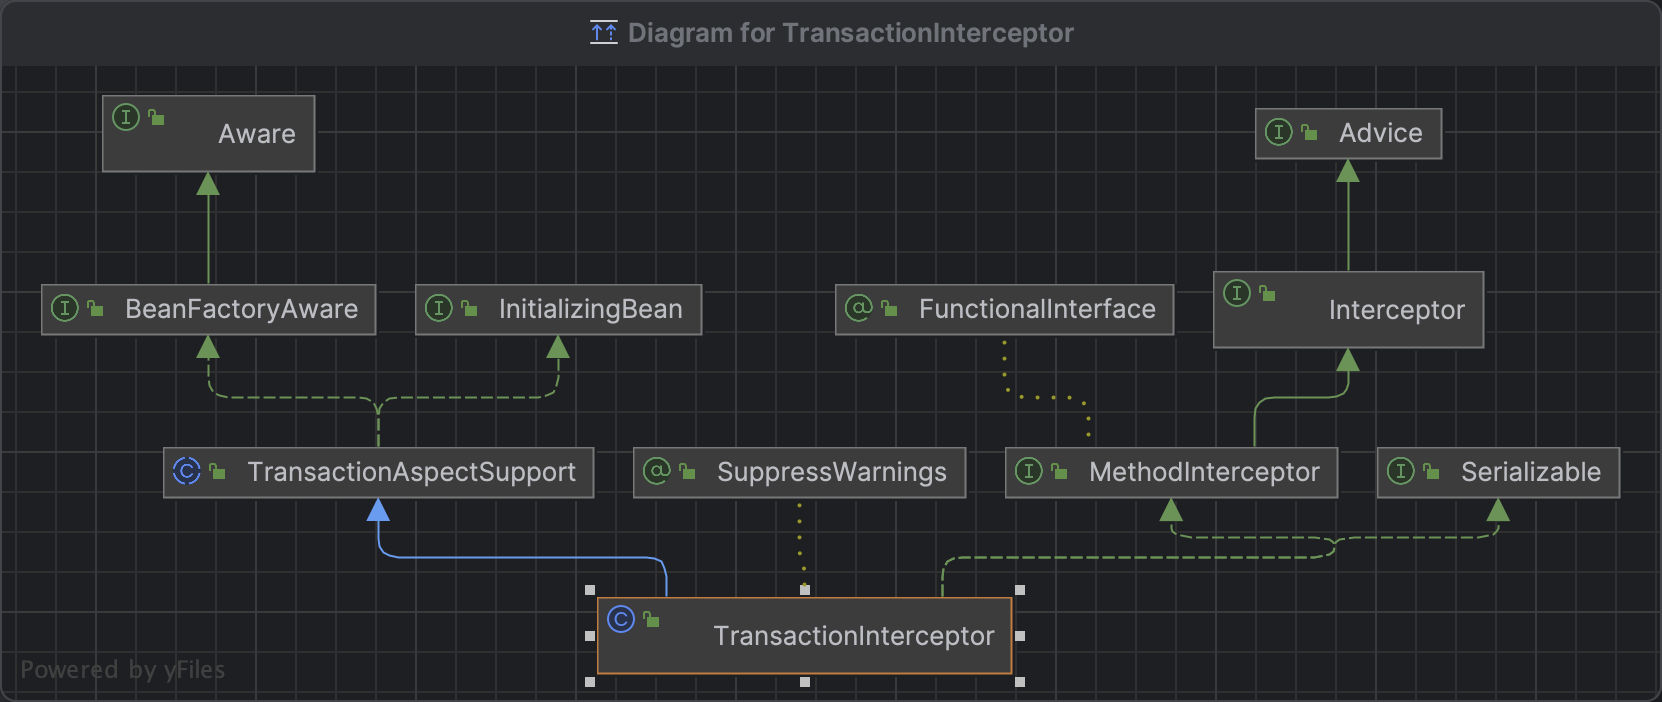 Diagram for TransactionInterceptor
Aware
Advice
BeanFactoryAware
InitializingBean
FunctionalInterface
Interceptor
TransactionAspectSupport
SuppressWarnings
MethodInterceptor
Serializable
TransactionInterceptor
Powered by yFiles